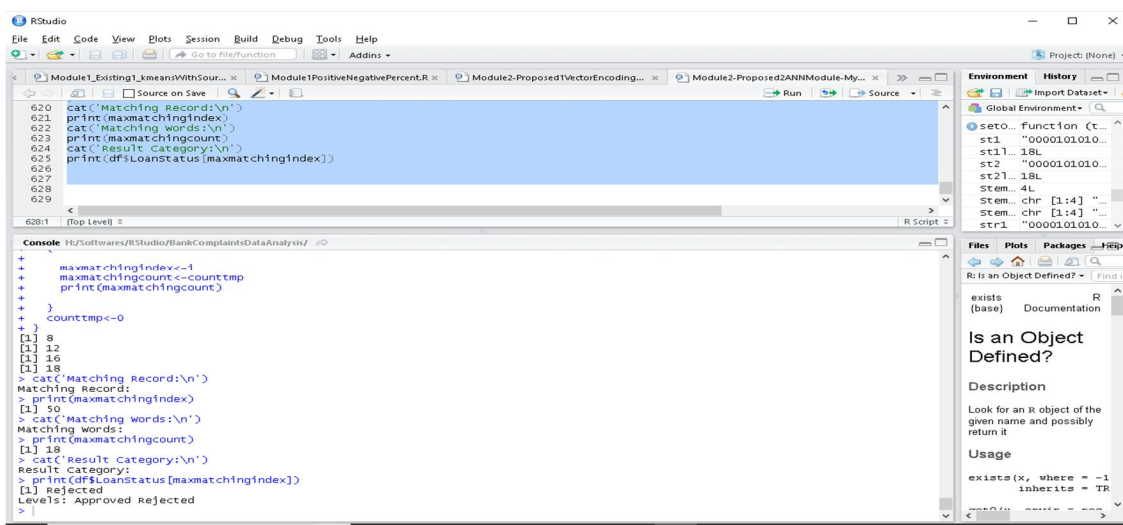 RStudio
File Edit Code View Plots Session Build Debug Tools Help
Go to file/function Addins
Project: (None)
Module1_Existing1_kmeansWithSour... Module1PositiveNegativePercent.R Module2-Proposed1VectorEncoding... Module2-Proposed2ANNModule-My...
Source on Save Run Source
620 cat('Matching Record:\n')
621 print(maxmatchingindex)
622 cat('Matching Words:\n')
623 print(maxmatchingcount)
624 cat('Result Category:\n')
625 print(df$LoanStatus[maxmatchingindex])
626
627
628
629
628:1 (Top Level) R Script
Console H:/Softwares/RStudio/BankComplaintsDataAnalysis/
+
+ maxmatchingindex<-i
+ maxmatchingcount<-counttmp
+ print(maxmatchingcount)
+
+ }
+ counttmp<-0
+ }
[1] 8
[1] 12
[1] 16
[1] 18
> cat('Matching Record:\n')
Matching Record:
> print(maxmatchingindex)
[1] 50
> cat('Matching Words:\n')
Matching Words:
> print(maxmatchingcount)
[1] 18
> cat('Result Category:\n')
Result Category:
> print(df$LoanStatus[maxmatchingindex])
[1] Rejected
Levels: Approved Rejected
>
Environment History
Import Dataset
Global Environment
seto... function (t...
st1 "0000101010...
st1l... 18L
st2 "0000101010...
st2l... 18L
Stem... 4L
Stem... chr [1:4] "...
Stem... chr [1:4] "...
str1 "0000101010...
Files Plots Packages Help
R: Is an Object Defined? Find i
exists R
{base} Documentation
Is an Object
Defined?
Description
Look for an R object of the
given name and possibly
return it
Usage
exists(x, where = -1
inherits = TR